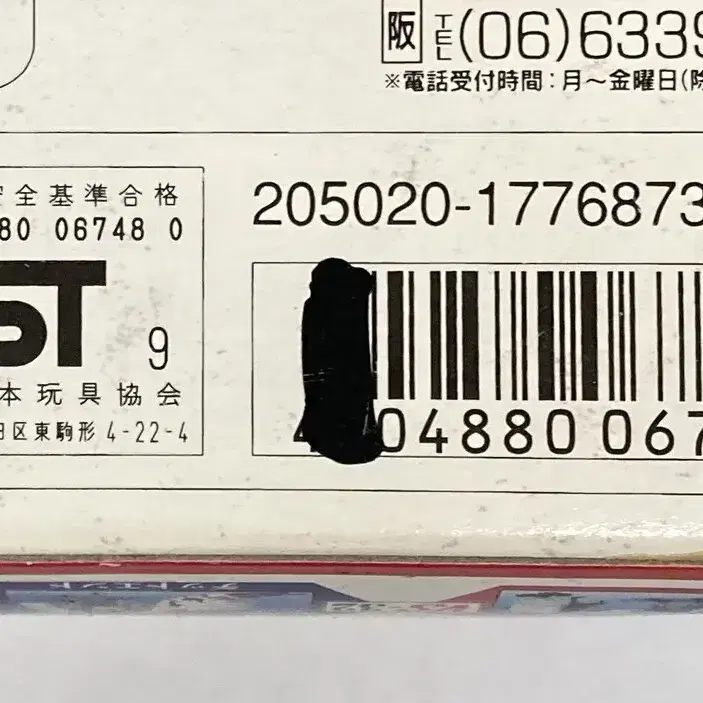 阪 TEL (06)6339
※電話受付時間:月〜金曜日(除
安全基準合格
80 06748 0
ST 9
本玩具協会
田区東駒形4-22-4
205020-1776873
4 04880 067